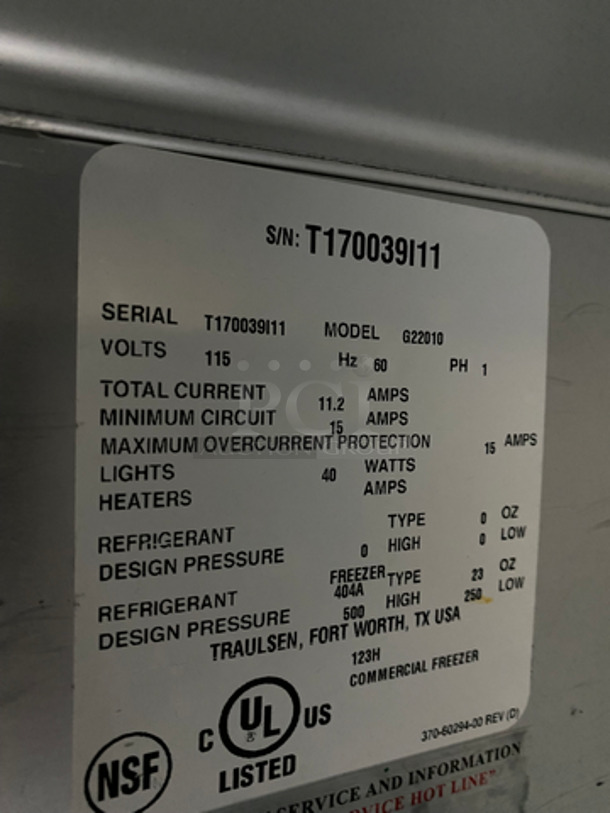 S/N: T170039I11
SERIAL T170039I11 MODEL G22010
VOLTS 115 Hz 60 PH 1
TOTAL CURRENT 11.2 AMPS
MINIMUM CIRCUIT 15 AMPS
MAXIMUM OVERCURRENT PROTECTION 15 AMPS
LIGHTS 40 WATTS
HEATERS AMPS
REFRIGERANT TYPE 0 OZ
DESIGN PRESSURE 0 HIGH 0 LOW
FREEZER
REFRIGERANT 404A TYPE 23 OZ
DESIGN PRESSURE 500 HIGH 250 LOW
TRAULSEN, FORT WORTH, TX USA
123H
COMMERCIAL FREEZER
C UL US
LISTED
NSF
370-60294-00 REV (D)
SERVICE AND INFORMATION
HOT LINE"